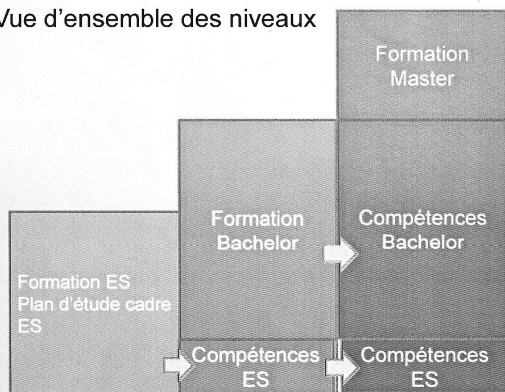 Vue d'ensemble des niveaux
Formation
Master
Formation
Bachelor
Compétences
Bachelor
Formation ES
Plan d'étude cadre
ES
Compétences
ES
Compétences
ES